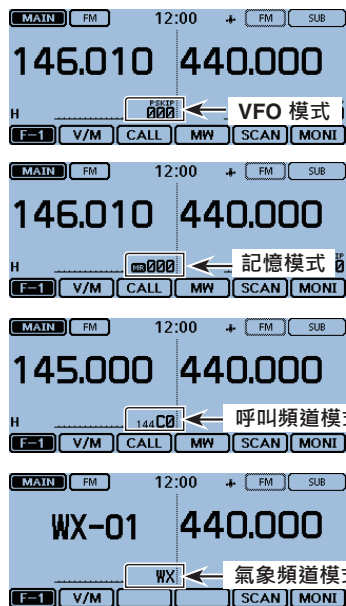 MAIN FM 12:00 FM SUB
146.010 440.000
PSKIP
H 000 VFO 模式
F-1 V/M CALL MW SCAN MONI
MAIN FM 12:00 FM SUB
146.010 440.000
H MR000 記憶模式
F-1 V/M CALL MW SCAN MONI
MAIN FM 12:00 FM SUB
145.000 440.000
H 144C0 呼叫頻道模
F-1 V/M CALL MW SCAN MONI
MAIN FM 12:00 FM SUB
WX-01 440.000
WX 氣象頻道模
F-1 V/M SCAN MONI